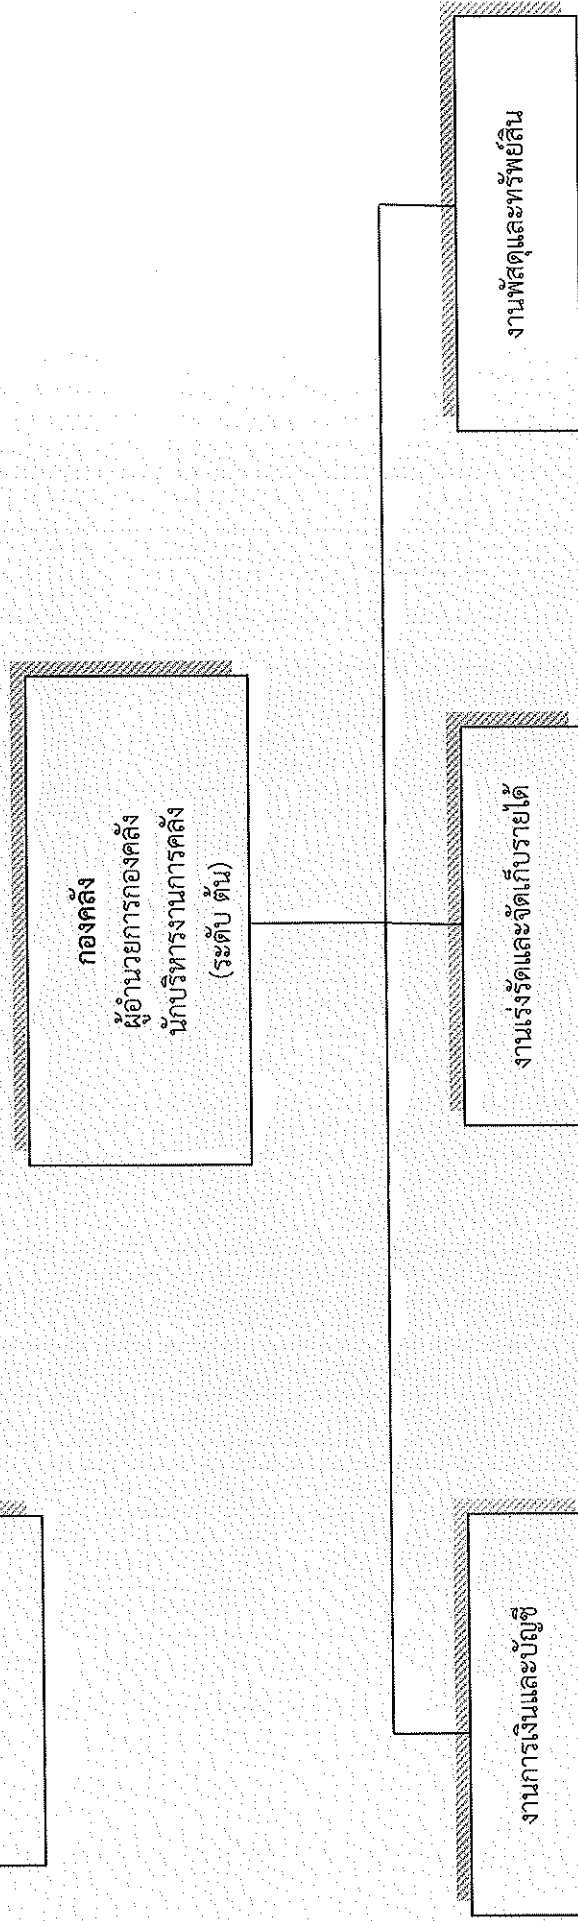 กองคลัง
ผู้อำนวยการกองคลัง
นักบริหารงานการคลัง
(ระดับ ต้น)
งานการเงินและบัญชี
งานเร่งรัดและจัดเก็บรายได้
งานพัสดุและทรัพย์สิน